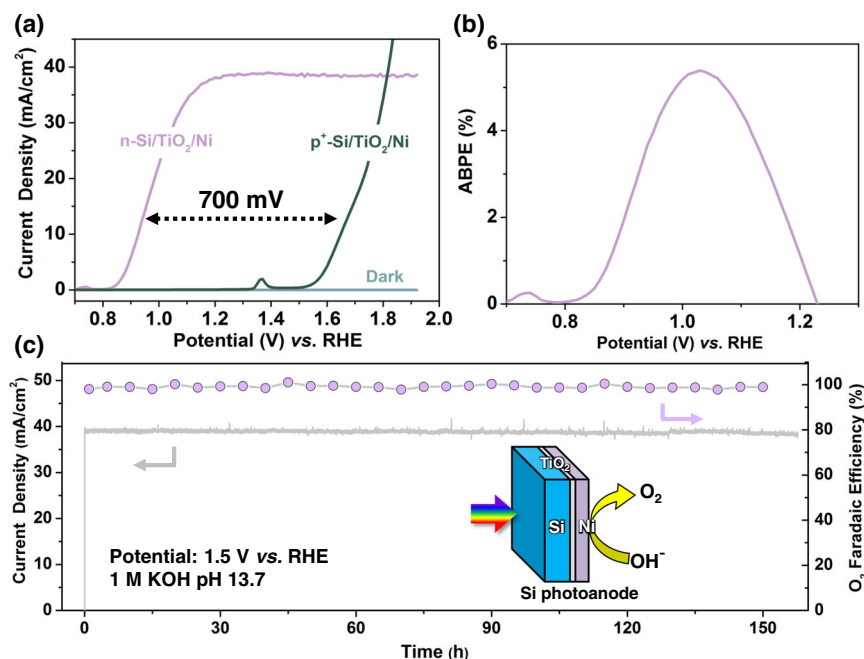 (a)
Current Density (mA/cm²)
40
30
20
10
0
n-Si/TiO₂/Ni
p⁺-Si/TiO₂/Ni
700 mV
Dark
0.8 1.0 1.2 1.4 1.6 1.8 2.0
Potential (V) vs. RHE
(b)
ABPE (%)
6
4
2
0
0.8 1.0 1.2
Potential (V) vs. RHE
(c)
Current Density (mA/cm²)
50
40
30
20
10
0
O₂ Faradaic Efficiency (%)
100
80
60
40
20
0
TiO₂
Si
Ni
O₂
OH⁻
Si photoanode
Potential: 1.5 V vs. RHE
1 M KOH pH 13.7
0 30 60 90 120 150
Time (h)